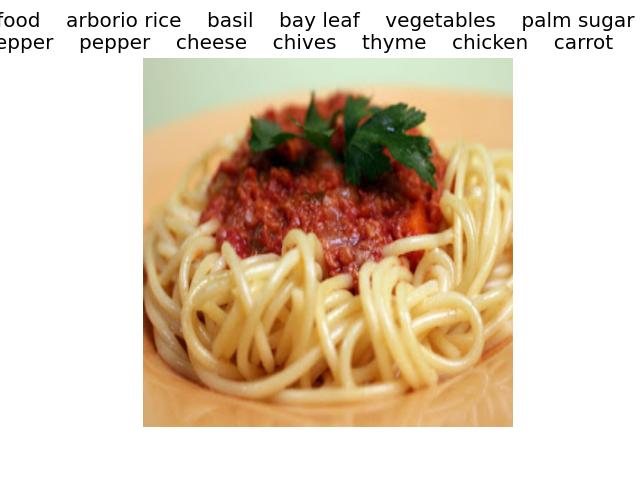 food arborio rice basil bay leaf vegetables palm sugar
epper pepper cheese chives thyme chicken carrot